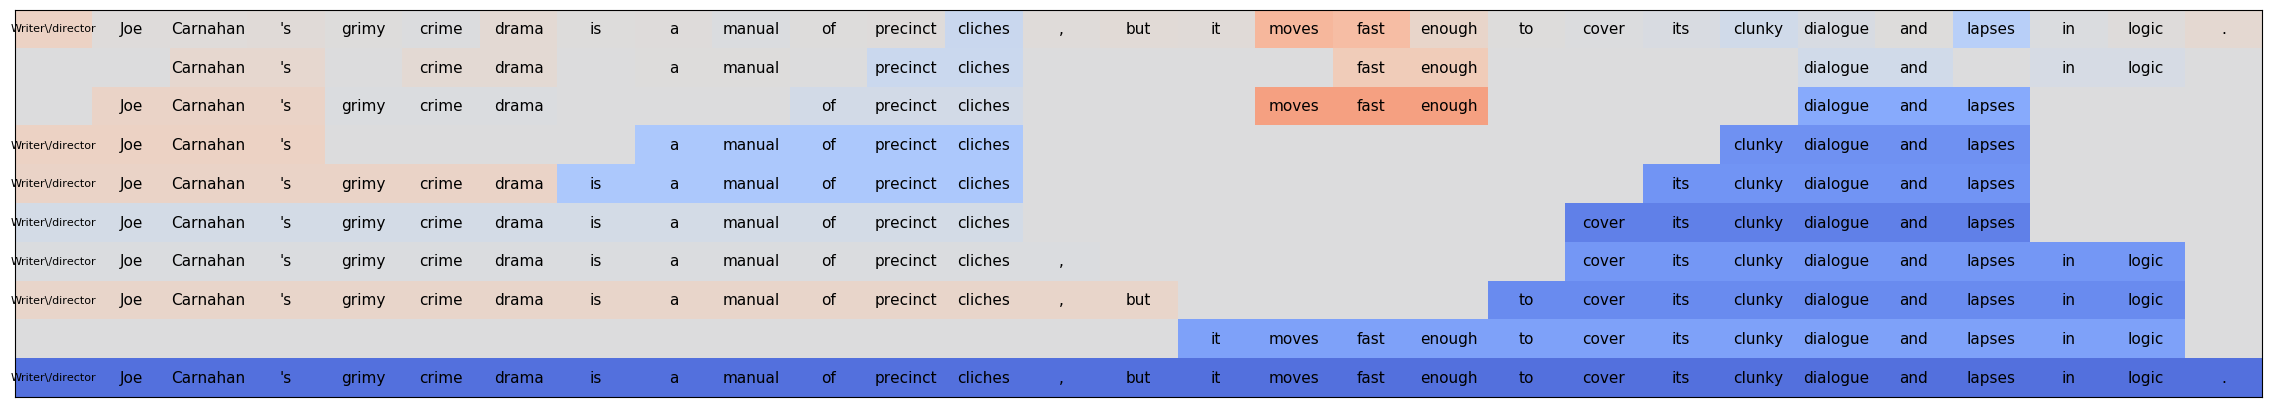 Writer\/director Joe Carnahan 's grimy crime drama is a manual of precinct cliches , but it moves fast enough to cover its clunky dialogue and lapses in logic .
Carnahan 's crime drama a manual precinct cliches fast enough dialogue and in logic
Joe Carnahan 's grimy crime drama of precinct cliches moves fast enough dialogue and lapses
Writer\/director Joe Carnahan 's a manual of precinct cliches clunky dialogue and lapses
Writer\/director Joe Carnahan 's grimy crime drama is a manual of precinct cliches its clunky dialogue and lapses
Writer\/director Joe Carnahan 's grimy crime drama is a manual of precinct cliches cover its clunky dialogue and lapses
Writer\/director Joe Carnahan 's grimy crime drama is a manual of precinct cliches , cover its clunky dialogue and lapses in logic
Writer\/director Joe Carnahan 's grimy crime drama is a manual of precinct cliches , but to cover its clunky dialogue and lapses in logic
it moves fast enough to cover its clunky dialogue and lapses in logic
Writer\/director Joe Carnahan 's grimy crime drama is a manual of precinct cliches , but it moves fast enough to cover its clunky dialogue and lapses in logic .